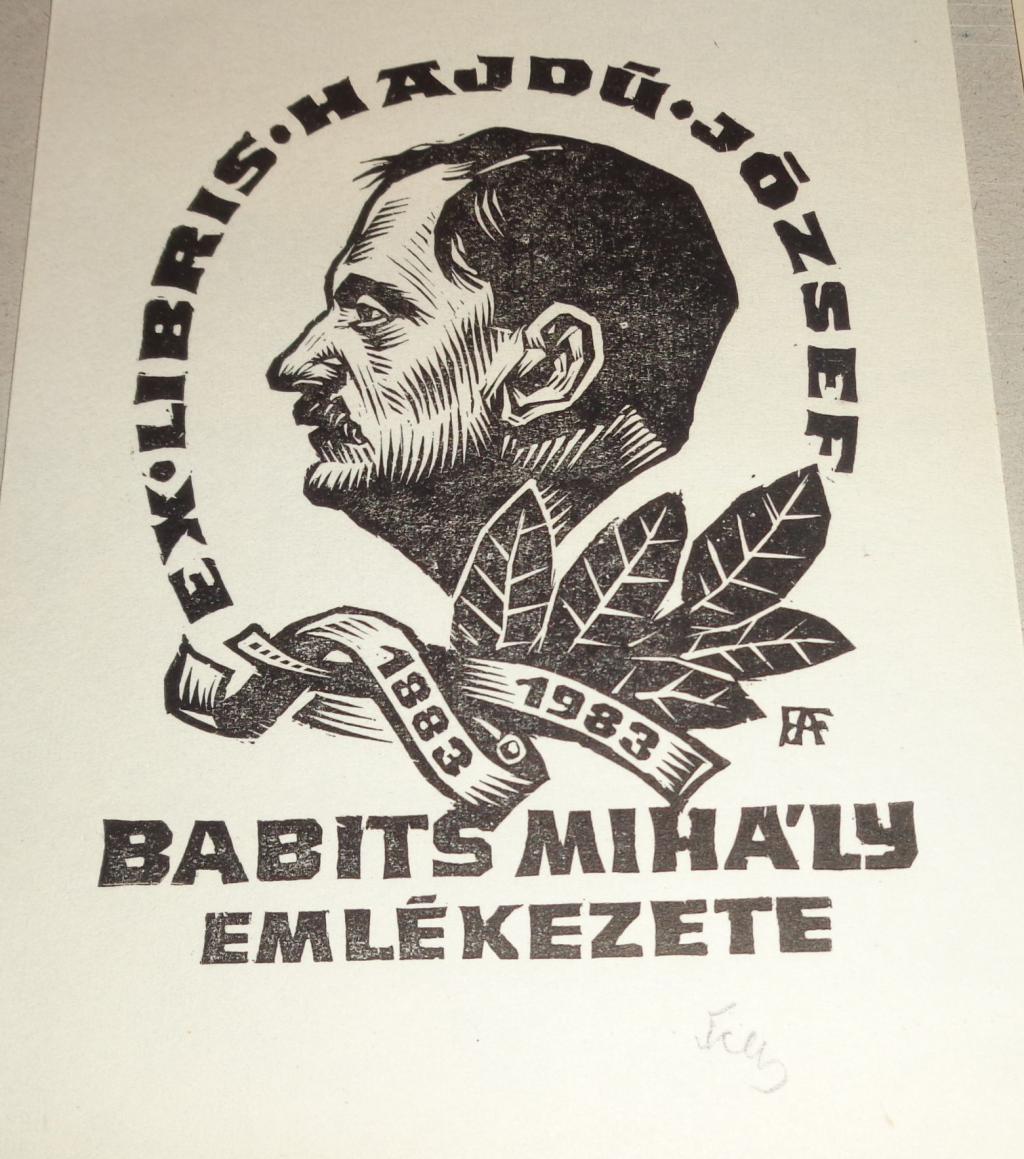 EX·LIBRIS·HAJDÚ·JÓZSEF
1883
1983
BABITS MIHÁLY
EMLÉKEZETE